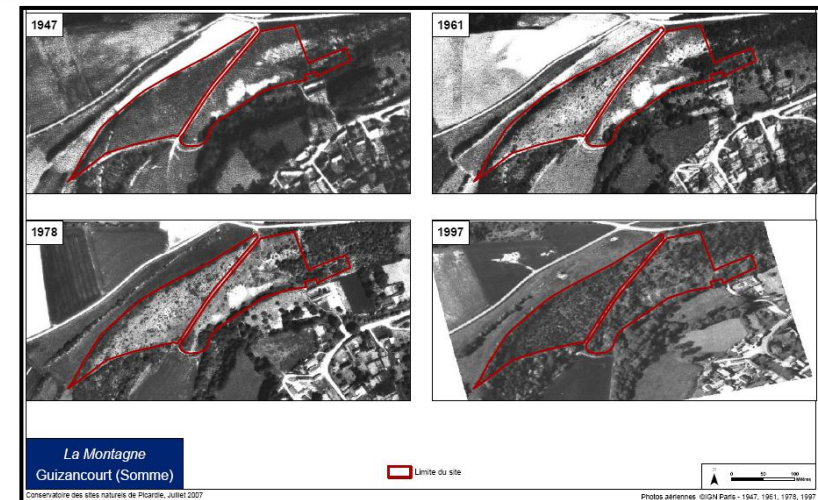 1947
1961
1978
1997
La Montagne
Guizancourt (Somme)
Limite du site
0 50 100
Mètres
Conservatoire des sites naturels de Picardie, Juillet 2007
Photos aériennes ©IGN Paris - 1947, 1961, 1978, 1997